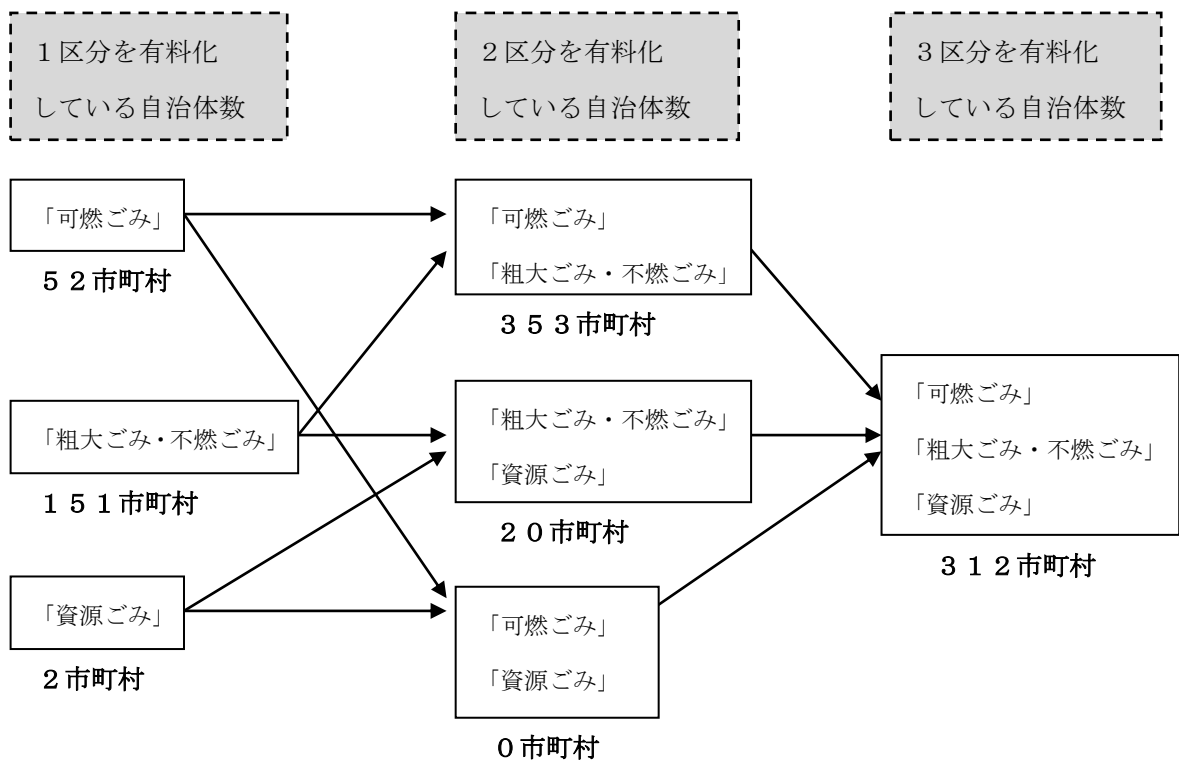 １区分を有料化
している自治体数
２区分を有料化
している自治体数
３区分を有料化
している自治体数
「可燃ごみ」
５２市町村
「粗大ごみ・不燃ごみ」
１５１市町村
「資源ごみ」
２市町村
「可燃ごみ」
「粗大ごみ・不燃ごみ」
３５３市町村
「粗大ごみ・不燃ごみ」
「資源ごみ」
２０市町村
「可燃ごみ」
「資源ごみ」
０市町村
「可燃ごみ」
「粗大ごみ・不燃ごみ」
「資源ごみ」
３１２市町村